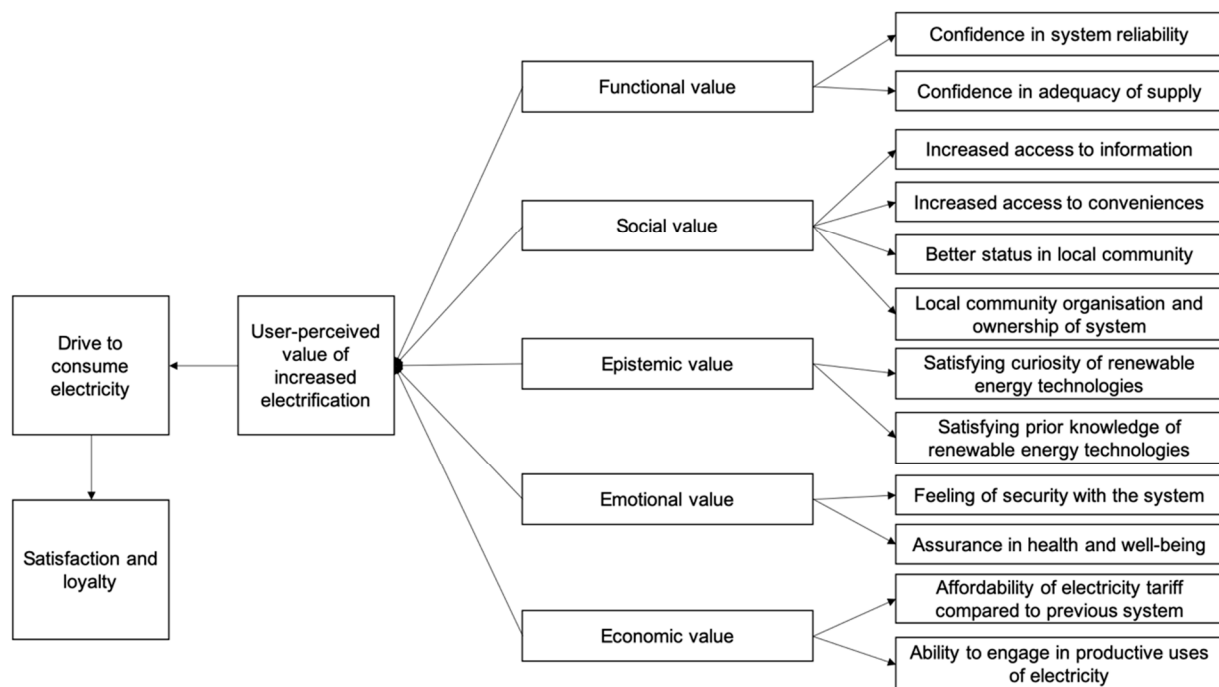 Drive to
consume
electricity
Satisfaction and
loyalty
User-perceived
value of
increased
electrification
Functional value
Social value
Epistemic value
Emotional value
Economic value
Confidence in system reliability
Confidence in adequacy of supply
Increased access to information
Increased access to conveniences
Better status in local community
Local community organisation and
ownership of system
Satisfying curiosity of renewable
energy technologies
Satisfying prior knowledge of
renewable energy technologies
Feeling of security with the system
Assurance in health and well-being
Affordability of electricity tariff
compared to previous system
Ability to engage in productive uses
of electricity